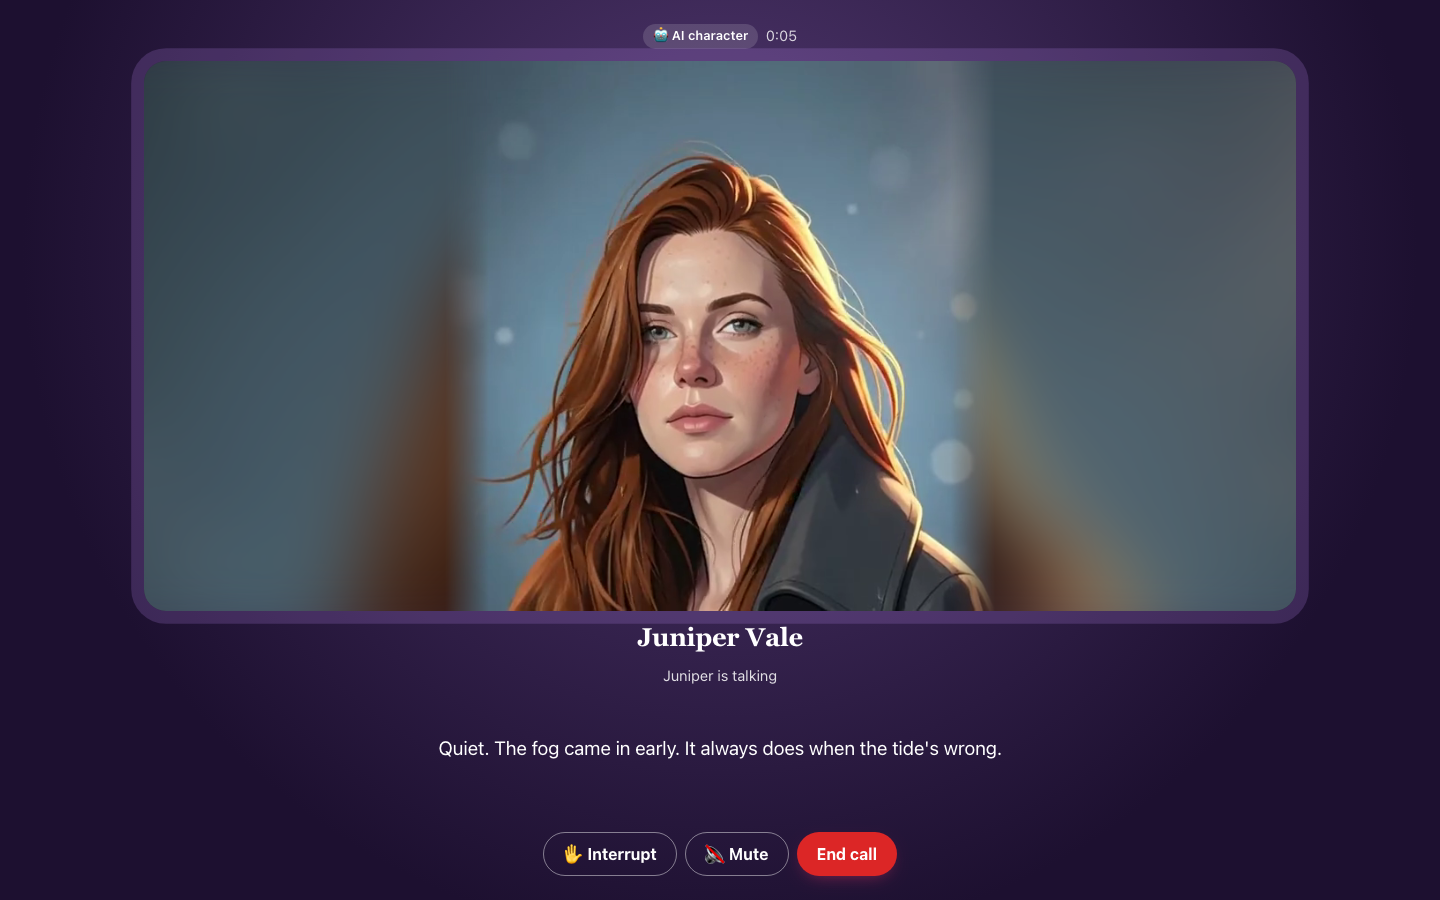 AI character 0:05
Juniper Vale
Juniper is talking
Quiet. The fog came in early. It always does when the tide's wrong.
Interrupt Mute End call